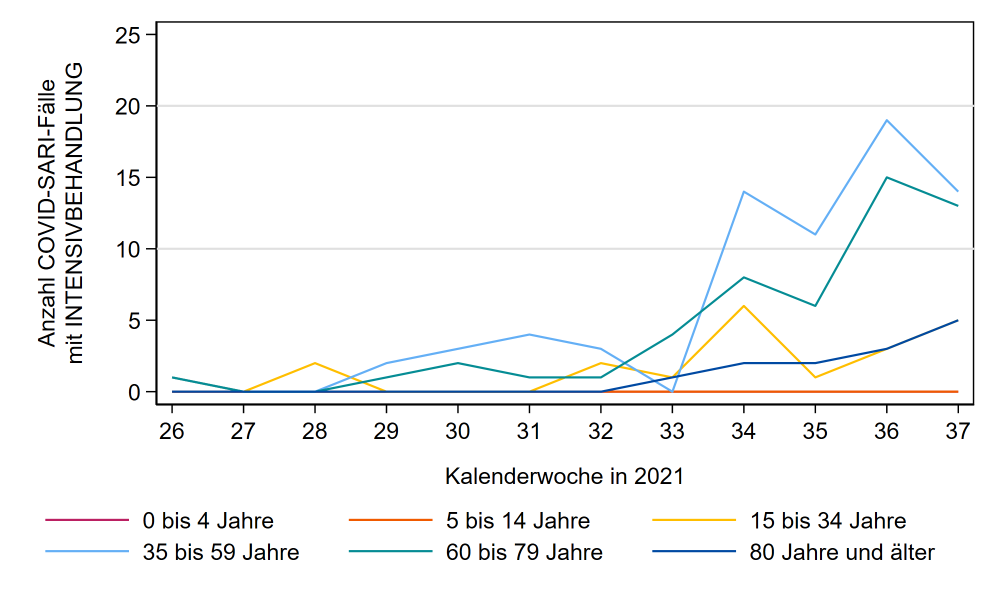 Anzahl COVID-SARI-Fälle
mit INTENSIVBEHANDLUNG
25
20
15
10
5
0
26 27 28 29 30 31 32 33 34 35 36 37
Kalenderwoche in 2021
0 bis 4 Jahre 5 bis 14 Jahre 15 bis 34 Jahre
35 bis 59 Jahre 60 bis 79 Jahre 80 Jahre und älter